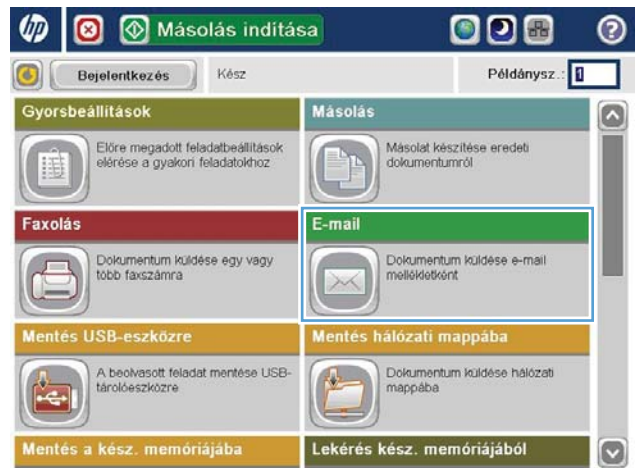 hp
Másolás indítása
?
Bejelentkezés
Kész
Példánysz.:
1
Gyorsbeállítások
Előre megadott feladatbeállítások
elérése a gyakori feladatokhoz
Másolás
Másolat készítése eredeti
dokumentumról
Faxolás
Dokumentum küldése egy vagy
több faxszámra
E-mail
Dokumentum küldése e-mail
mellékletként
Mentés USB-eszközre
A beolvasott feladat mentése USB-
tárolóeszközre
Mentés hálózati mappába
Dokumentum küldése hálózati
mappába
Mentés a kész. memóriájába
Lekérés kész. memóriájából